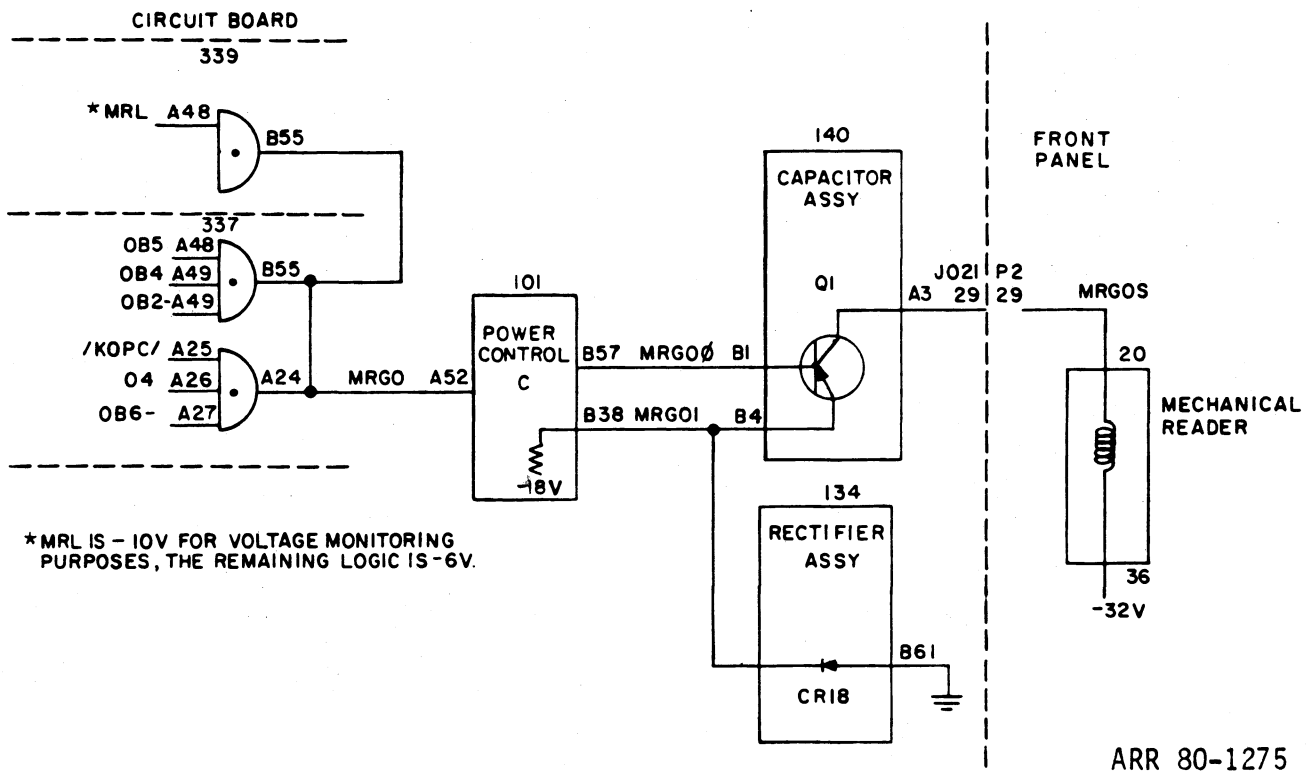 CIRCUIT BOARD
339
*MRL A48
B55
337
OB5 A48
OB4 A49
OB2-A49
B55
/KOPC/ A25
O4 A26
OB6- A27
A24
MRGO A52
101
POWER
CONTROL
C
B57 MRGOØ B1
B38 MRGO1 B4
-18V
140
CAPACITOR
ASSY
Q1
A3
J021 P2
29 29
MRGOS
FRONT
PANEL
20
MECHANICAL
READER
36
-32V
134
RECTIFIER
ASSY
B61
CR18
*MRL IS -10V FOR VOLTAGE MONITORING
PURPOSES, THE REMAINING LOGIC IS -6V.
ARR 80-1275